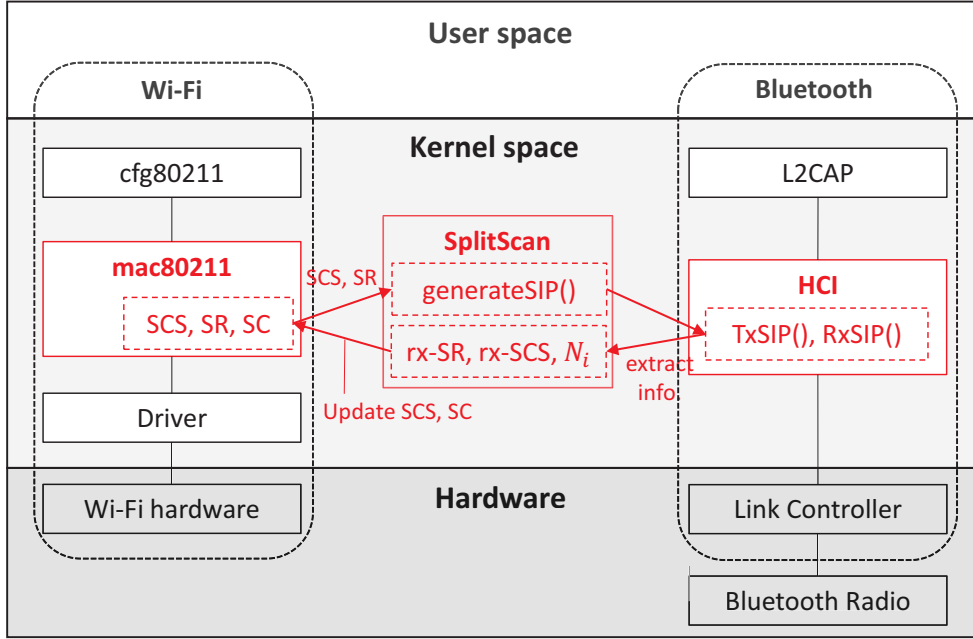 User space
Wi-Fi
Bluetooth
Kernel space
cfg80211
L2CAP
SplitScan
mac80211
SCS, SR
generateSIP()
HCI
SCS, SR, SC
rx-SR, rx-SCS, N_i
TxSIP(), RxSIP()
extract
info.
Update SCS, SC
Driver
Hardware
Wi-Fi hardware
Link Controller
Bluetooth Radio